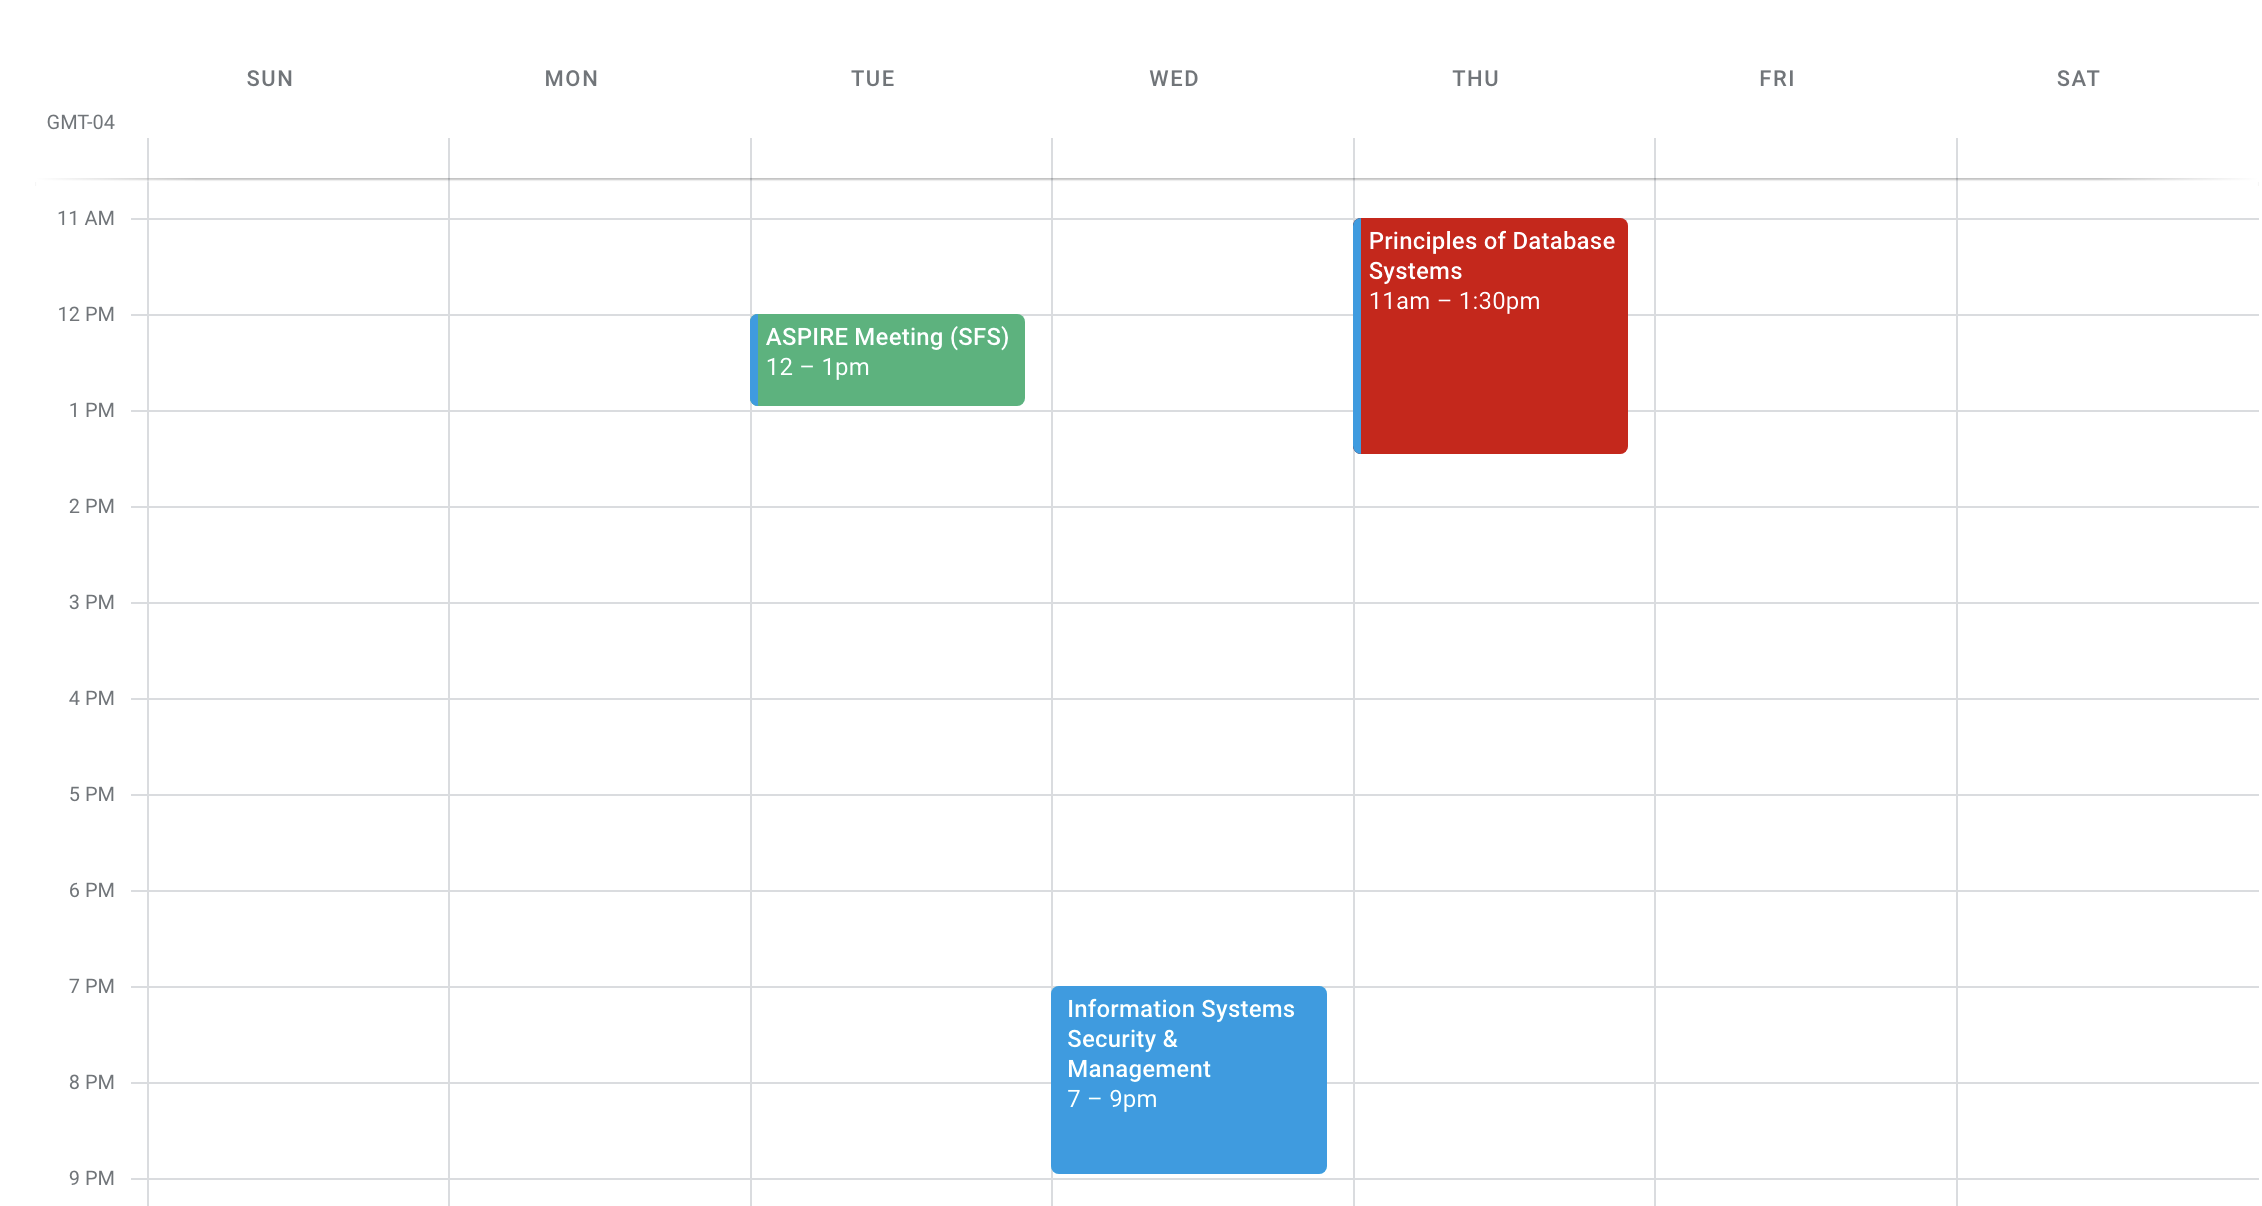 SUN MON TUE WED THU FRI SAT
GMT-04
11 AM
Principles of Database
Systems
11am – 1:30pm
12 PM
ASPIRE Meeting (SFS)
12 – 1pm
1 PM
2 PM
3 PM
4 PM
5 PM
6 PM
7 PM
Information Systems
Security &
Management
7 – 9pm
8 PM
9 PM